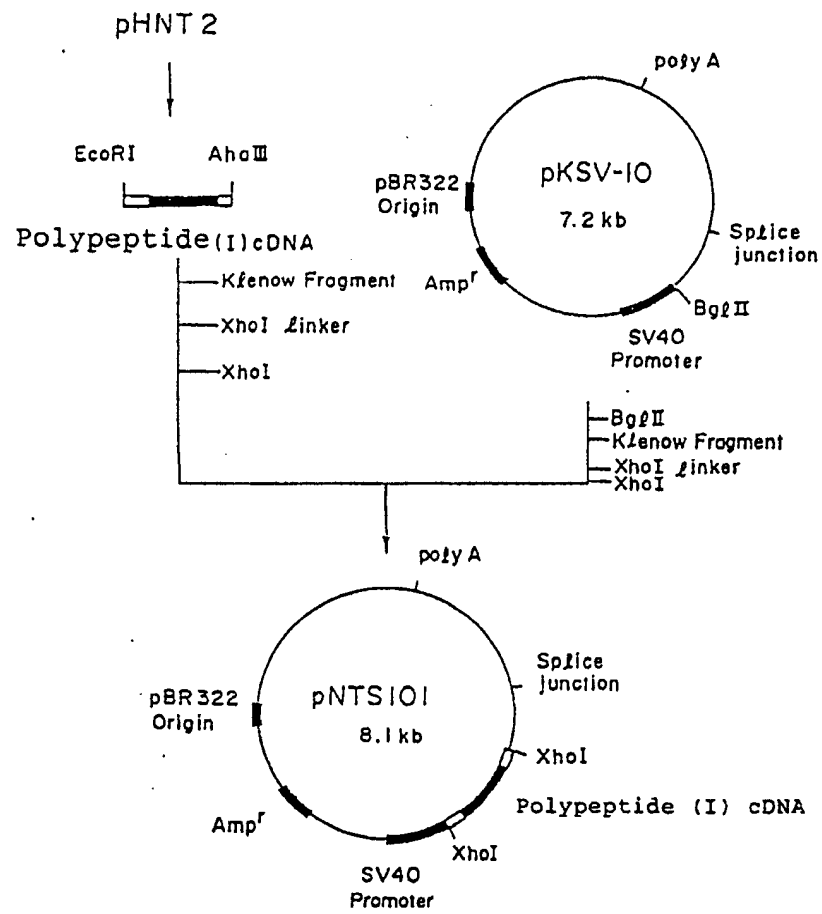 pHNT 2
EcoRI
AhaIII
Polypeptide (I) cDNA
Klenow Fragment
XhoI linker
XhoI
poly A
pBR322
Origin
pKSV-10
7.2 kb
Splice
junction
Amp^r
BglII
SV40
Promoter
BglII
Klenow Fragment
XhoI linker
XhoI
poly A
pBR322
Origin
pNTS101
8.1 kb
Splice
junction
XhoI
Polypeptide (I) cDNA
Amp^r
XhoI
SV40
Promoter